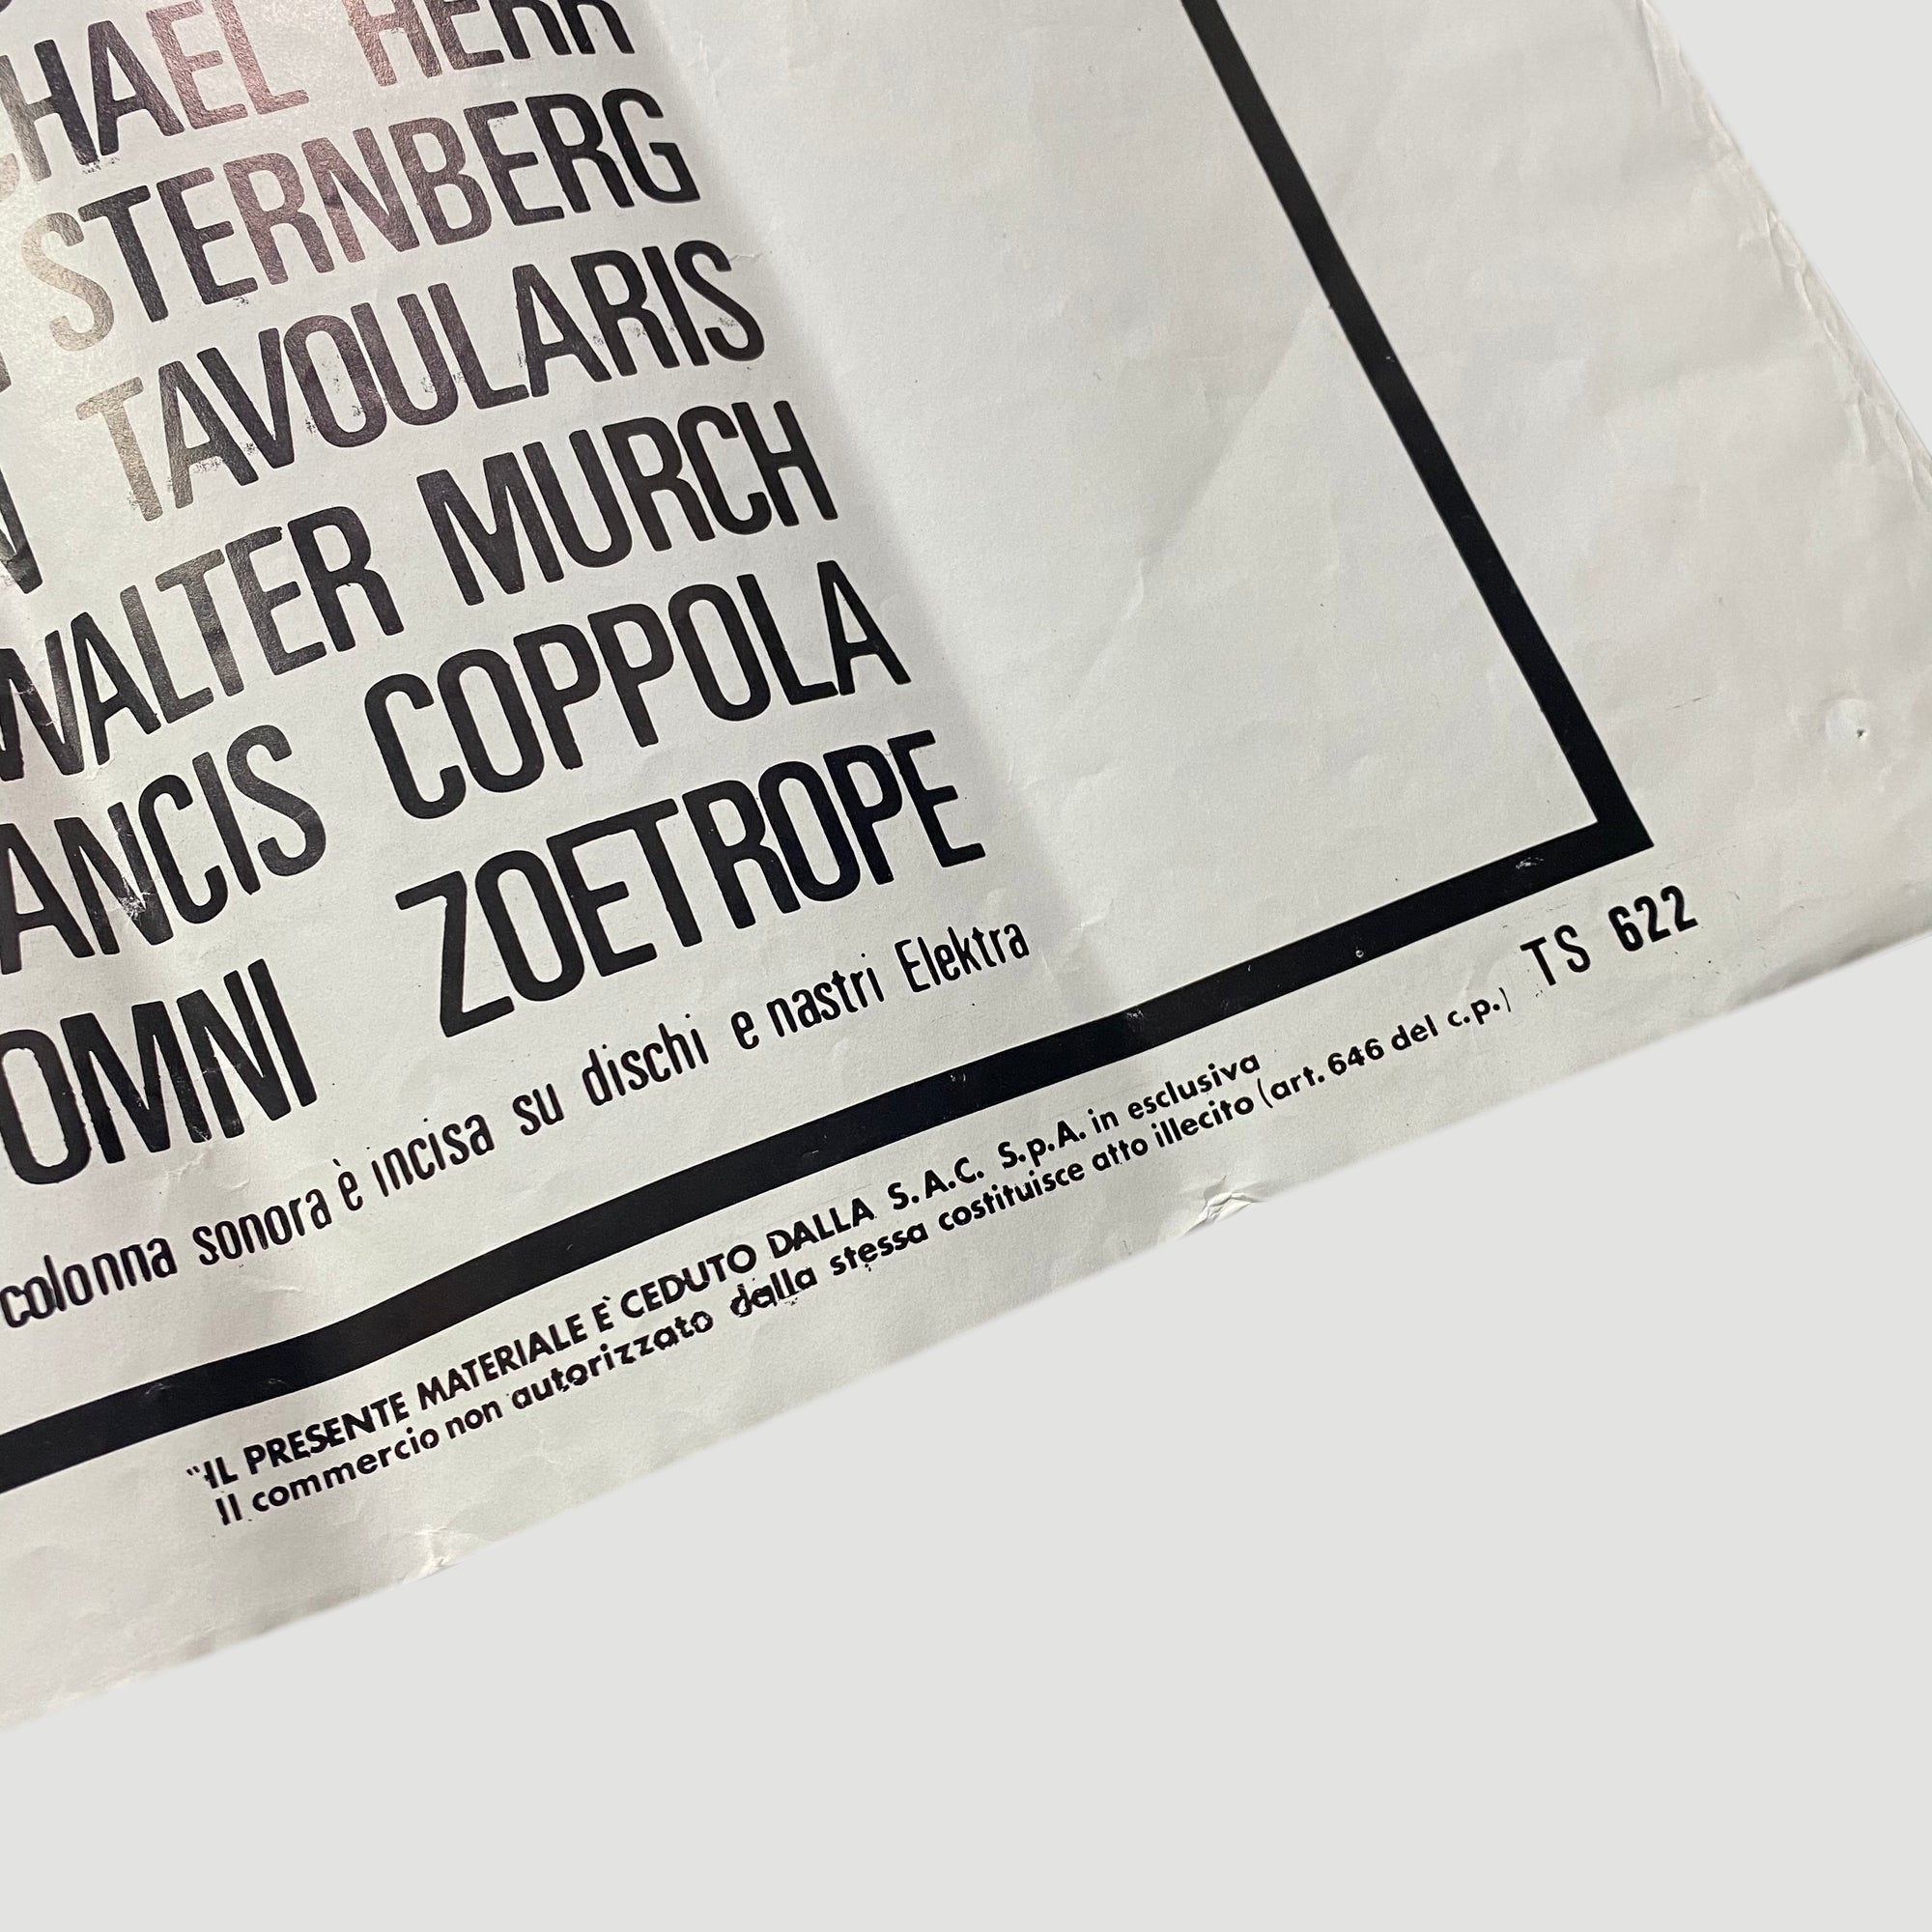 HAEL HERR
STERNBERG
TAVOULARIS
N
WALTER MURCH
ANCIS COPPOLA
OMNI ZOETROPE
colonna sonora è incisa su dischi e nastri Elektra
"IL PRESENTE MATERIALE E' CEDUTO DALLA S.A.C. S.p.A. in esclusiva
Il commercio non autorizzato dalla stessa costituisce atto illecito (art. 646 del c.p.)
TS 622